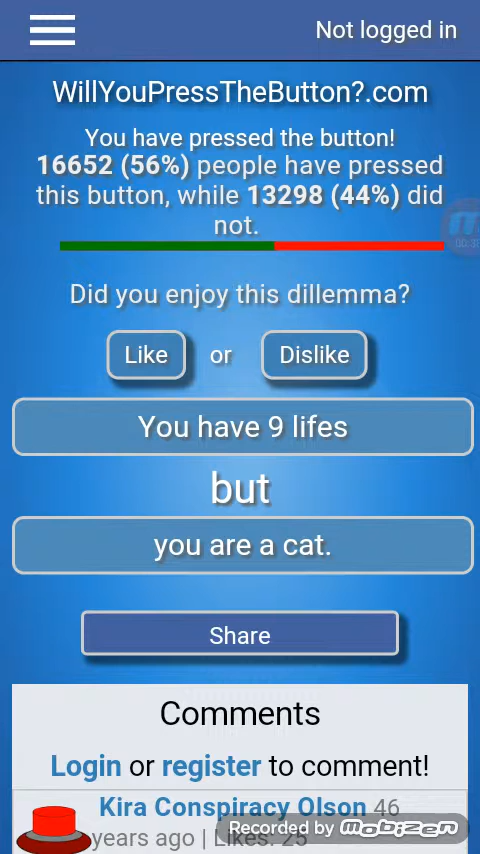 Not logged in
WillYouPressTheButton?.com
You have pressed the button!
16652 (56%) people have pressed
this button, while 13298 (44%) did
not.
Did you enjoy this dillemma?
Like or Dislike
You have 9 lifes
but
you are a cat.
Share
Comments
Login or register to comment!
Kira Conspiracy Olson 46
years ago | Likes: 25
Recorded by mobizen